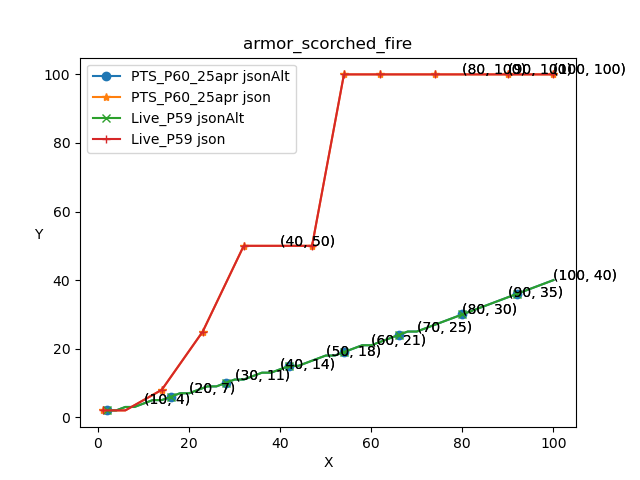 armor_scorched_fire
PTS_P60_25apr jsonAlt
PTS_P60_25apr json
Live_P59 jsonAlt
Live_P59 json
(80, 100)
(90, 100)
(100, 100)
(40, 50)
(100, 40)
(90, 35)
(80, 30)
(70, 25)
(60, 21)
(50, 18)
(40, 14)
(30, 11)
(20, 7)
(10, 4)
100
80
60
40
20
0
Y
0 20 40 60 80 100
X